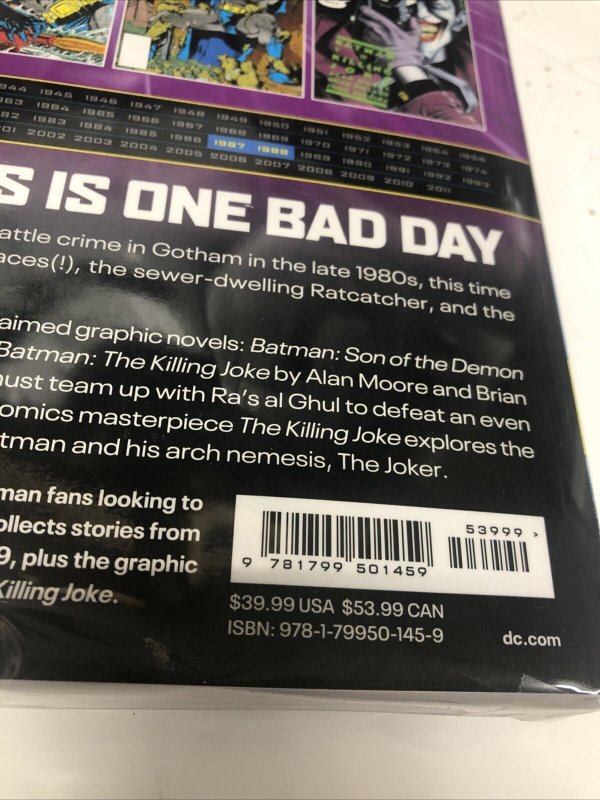 BATMAN
KILLING
944 1945 1946 1947 1948 1949 1950 1951 1952 1953 1954 1955
963 1964 1965 1966 1967 1968 1969 1970 1971 1972 1973 1974
82 1983 1984 1985 1986 1987 1988 1989 1990 1991 1992 1993
01 2002 2003 2004 2005 2006 2007 2008 2009 2010 2011
S IS ONE BAD DAY
attle crime in Gotham in the late 1980s, this time
aces(!), the sewer-dwelling Ratcatcher, and the
aimed graphic novels: Batman: Son of the Demon
Batman: The Killing Joke by Alan Moore and Brian
ust team up with Ra's al Ghul to defeat an even
omics masterpiece The Killing Joke explores the
tman and his arch nemesis, The Joker.
man fans looking to
ollects stories from
9, plus the graphic
Killing Joke.
53999 >
9 781799 501459
$39.99 USA $53.99 CAN
ISBN: 978-1-79950-145-9
dc.com